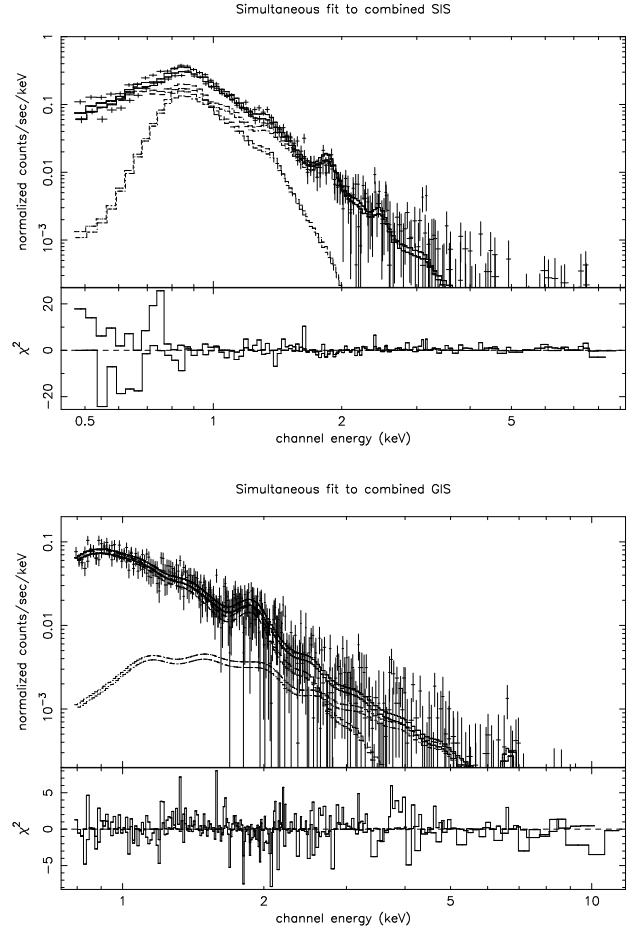 Simultaneous fit to combined SIS
normalized counts/sec/keV
1
0.1
0.01
10⁻³
χ²
20
0
−20
0.5 1 2 5
channel energy (keV)
Simultaneous fit to combined GIS
normalized counts/sec/keV
0.1
0.01
10⁻³
χ²
5
0
−5
1 2 5 10
channel energy (keV)